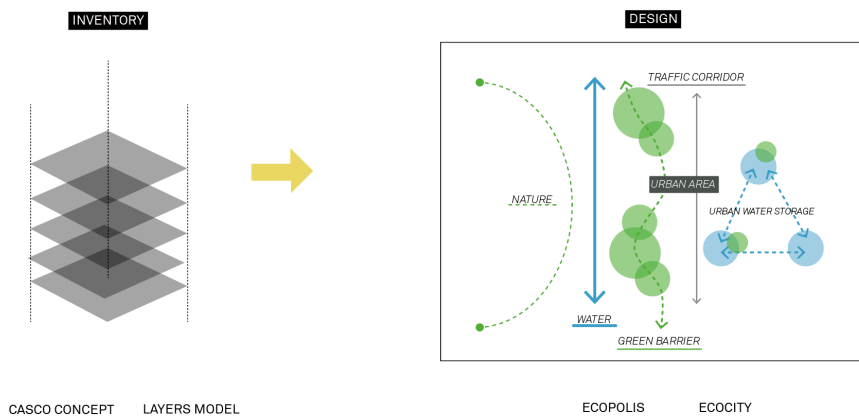 INVENTORY
DESIGN
TRAFFIC CORRIDOR
NATURE
URBAN AREA
URBAN WATER STORAGE
WATER
GREEN BARRIER
CASCO CONCEPT
LAYERS MODEL
ECOPOLIS
ECOCITY